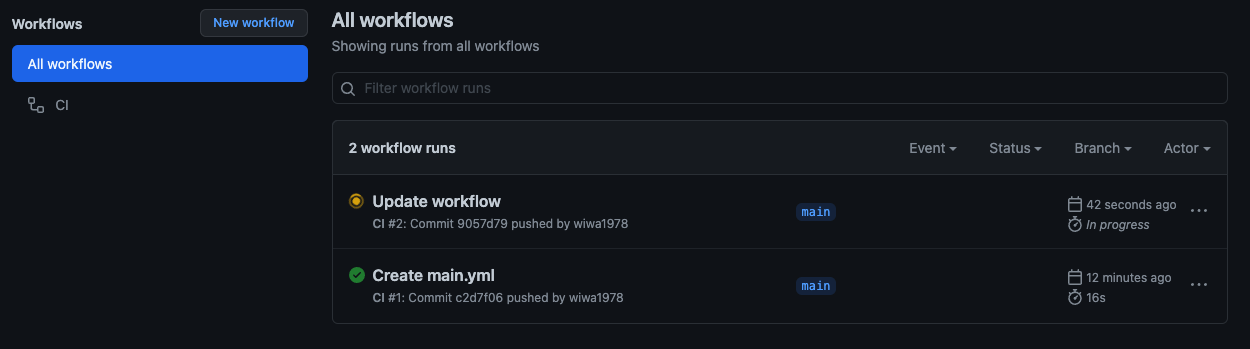 Workflows
New workflow
All workflows
CI
All workflows
Showing runs from all workflows
Filter workflow runs
2 workflow runs
Event
Status
Branch
Actor
Update workflow
CI #2: Commit 9057d79 pushed by wiwa1978
main
42 seconds ago
In progress
Create main.yml
CI #1: Commit c2d7f06 pushed by wiwa1978
main
12 minutes ago
16s